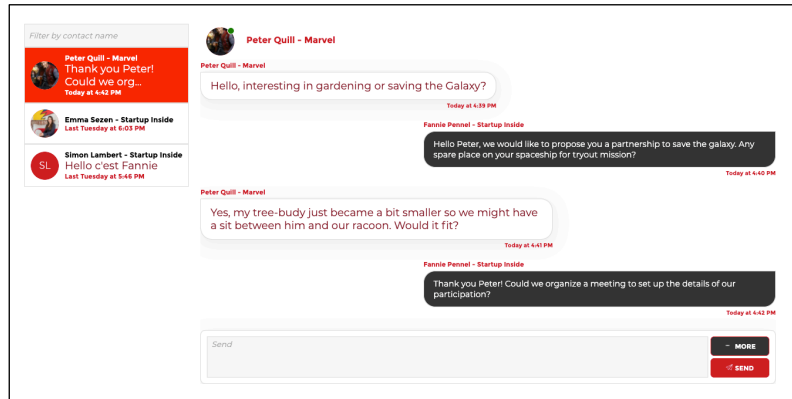 Filter by contact name
Peter Quill - Marvel
Thank you Peter!
Could we org...
Today at 4:42 PM
Emma Sezen - Startup Inside
Last Tuesday at 6:03 PM
SL
Simon Lambert - Startup Inside
Hello c'est Fannie
Last Tuesday at 5:46 PM
Peter Quill - Marvel
Peter Quill - Marvel
Hello, interesting in gardening or saving the Galaxy?
Today at 4:39 PM
Fannie Pennel - Startup Inside
Hello Peter, we would like to propose you a partnership to save the galaxy. Any
spare place on your spaceship for tryout mission?
Today at 4:40 PM
Peter Quill - Marvel
Yes, my tree-budy just became a bit smaller so we might have
a sit between him and our racoon. Would it fit?
Today at 4:41 PM
Fannie Pennel - Startup Inside
Thank you Peter! Could we organize a meeting to set up the details of our
participation?
Today at 4:42 PM
Send
- MORE
SEND